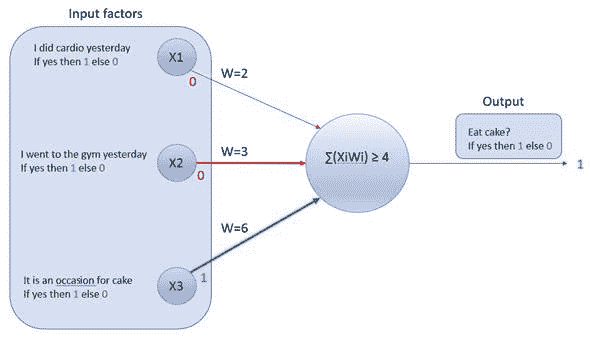 Input factors
I did cardio yesterday
If yes then 1 else 0
X1
0
W=2
I went to the gym yesterday
If yes then 1 else 0
X2
0
W=3
It is an occasion for cake
If yes then 1 else 0
X3
1
W=6
∑(XiWi) ≥ 4
Output
Eat cake?
If yes then 1 else 0
1